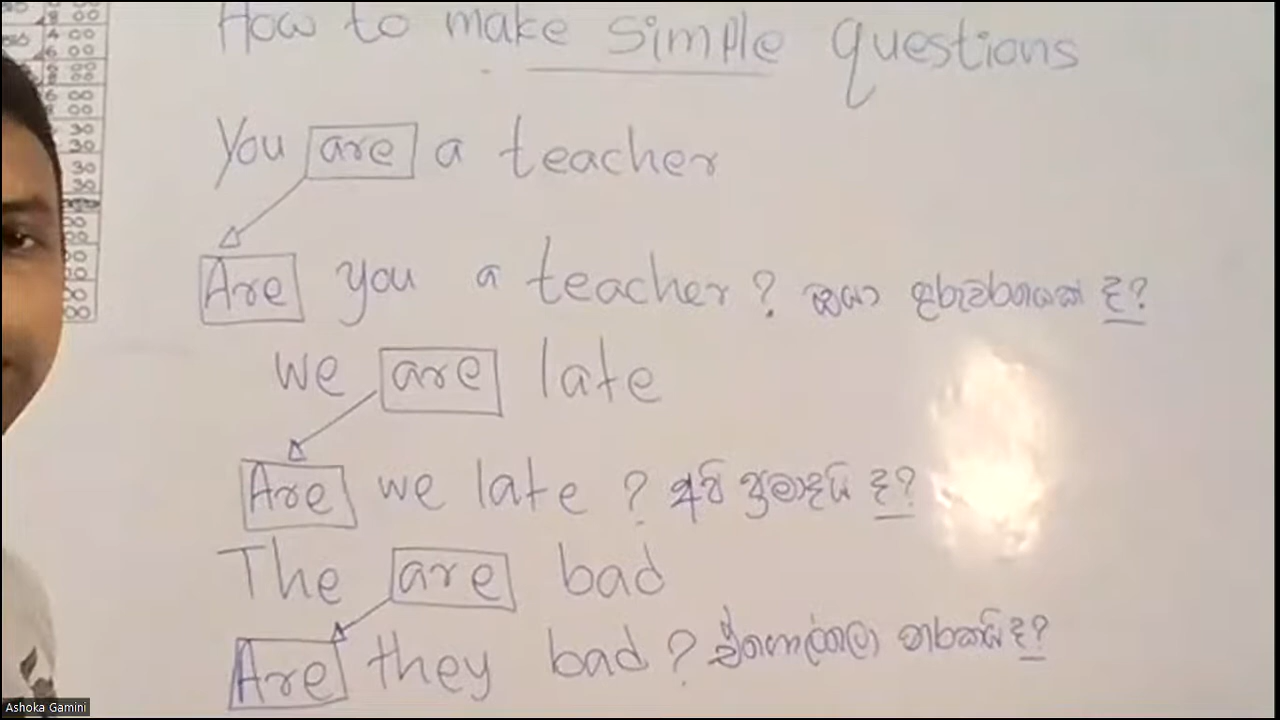 How to make simple questions
You are a teacher
Are you a teacher? ඔයා ගුරුවරයෙක් ද?
We are late
Are we late? අපි ප්‍රමාදයි ද?
The are bad
Are they bad? නරකයි ද?
Ashoka Gamini